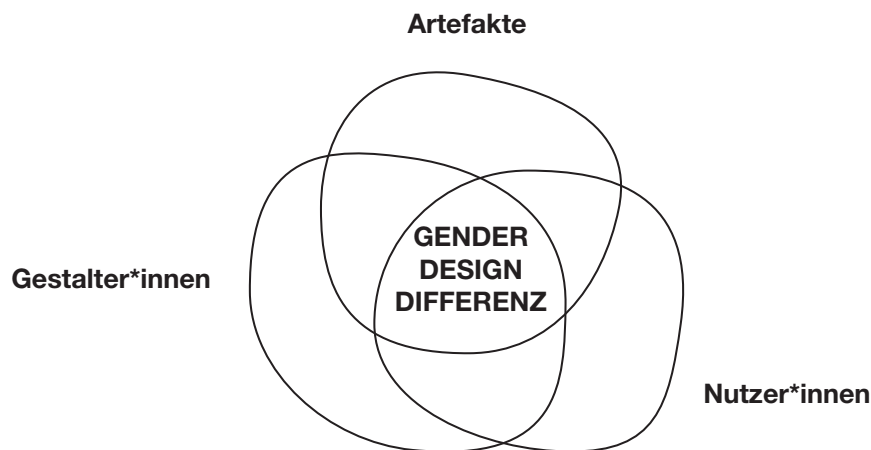 Artefakte
GENDER
DESIGN
DIFFERENZ
Gestalter*innen
Nutzer*innen